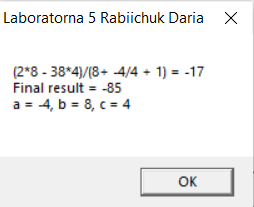 Laboratorna 5 Rabiichuk Daria
(2*8 - 38*4)/(8+ -4/4 + 1) = -17
Final result = -85
a = -4, b = 8, c = 4
OK